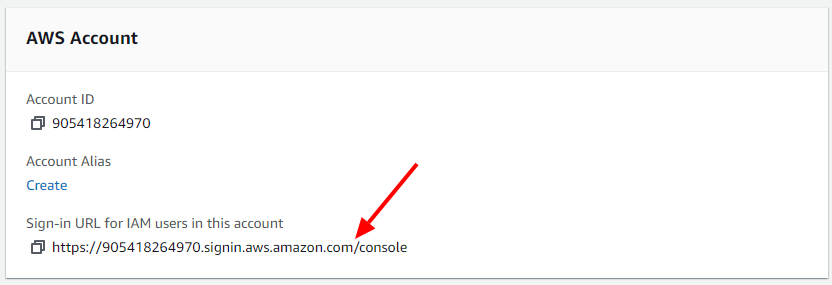 AWS Account
Account ID
905418264970
Account Alias
Create
Sign-in URL for IAM users in this account
https://905418264970.signin.aws.amazon.com/console